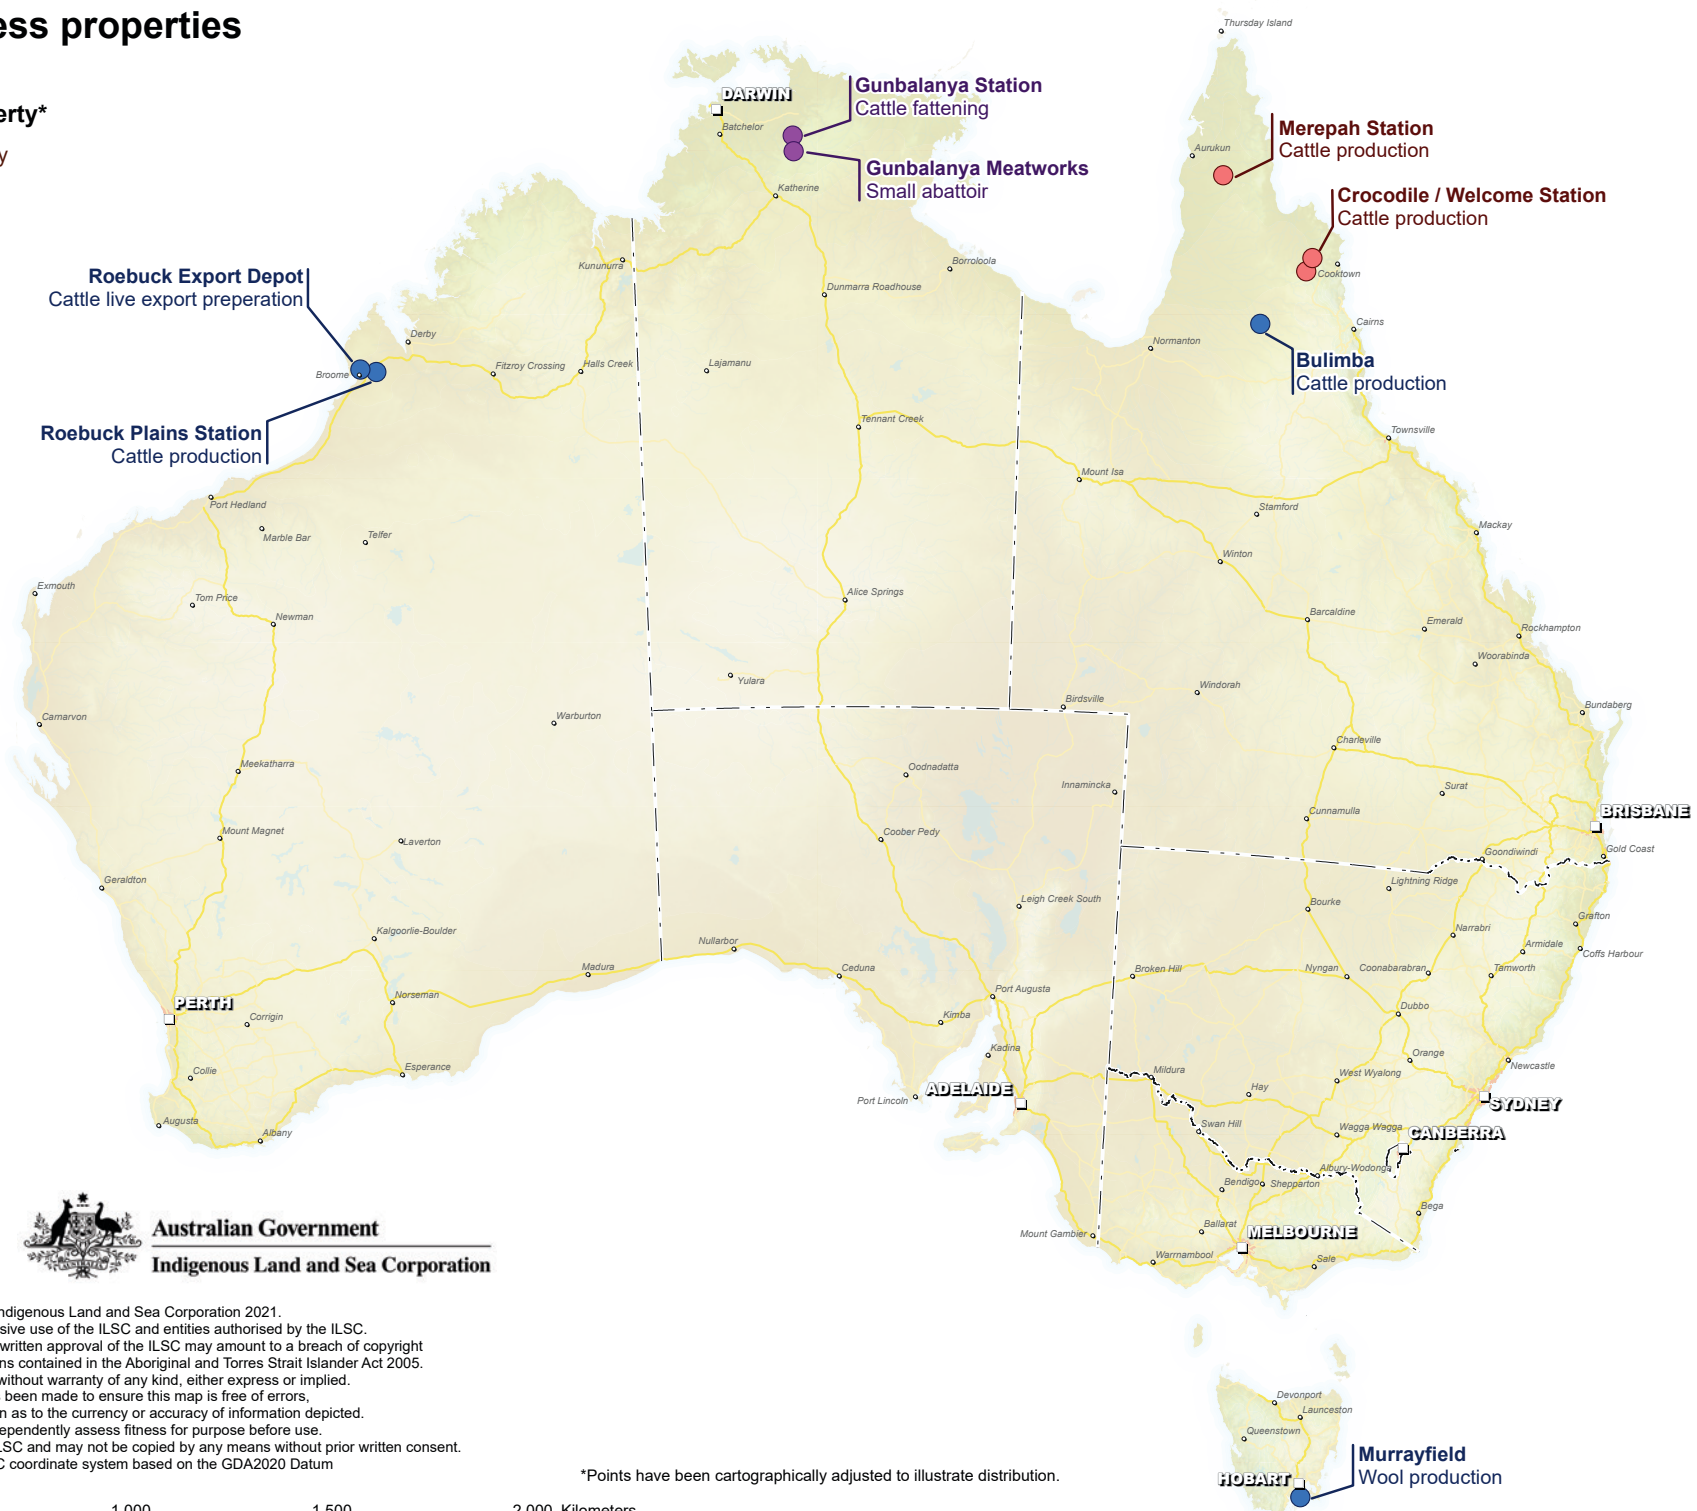 ess properties
erty*
y
Thursday Island
DARWIN
Batchelor
Gunbalanya Station
Cattle fattening
Gunbalanya Meatworks
Small abattoir
Katherine
Aurukun
Merepah Station
Cattle production
Crocodile / Welcome Station
Cattle production
Cooktown
Kununurra
Borroloola
Dunmarra Roadhouse
Roebuck Export Depot
Cattle live export preperation
Derby
Fitzroy Crossing
Halls Creek
Lajamanu
Broome
Normanton
Cairns
Bulimba
Cattle production
Roebuck Plains Station
Cattle production
Tennant Creek
Townsville
Mount Isa
Port Hedland
Marble Bar
Telfer
Stamford
Mackay
Winton
Exmouth
Tom Price
Newman
Alice Springs
Barcaldine
Emerald
Rockhampton
Woorabinda
Yulara
Birdsville
Windorah
Carnarvon
Warburton
Bundaberg
Charleville
Meekatharra
Oodnadatta
Innamincka
Surat
Cunnamulla
BRISBANE
Mount Magnet
Laverton
Coober Pedy
Goondiwindi
Gold Coast
Geraldton
Leigh Creek South
Lightning Ridge
Bourke
Grafton
Kalgoorlie-Boulder
Nullarbor
Narrabri
Armidale
Coffs Harbour
Madura
Ceduna
Broken Hill
Nyngan
Coonabarabran
Tamworth
PERTH
Norseman
Port Augusta
Corrigin
Kimba
Dubbo
Kadina
Orange
Newcastle
Collie
Esperance
Port Lincoln
ADELAIDE
Mildura
Hay
West Wyalong
SYDNEY
Augusta
Albany
Swan Hill
Wagga Wagga
CANBERRA
Albury-Wodonga
Bendigo
Shepparton
Bega
Ballarat
MELBOURNE
Mount Gambier
Warrnambool
Sale
AUSTRALIA
Australian Government
Indigenous Land and Sea Corporation
ndigenous Land and Sea Corporation 2021.
sive use of the ILSC and entities authorised by the ILSC.
written approval of the ILSC may amount to a breach of copyright
ns contained in the Aboriginal and Torres Strait Islander Act 2005.
without warranty of any kind, either express or implied.
s been made to ensure this map is free of errors,
n as to the currency or accuracy of information depicted.
ependently assess fitness for purpose before use.
LSC and may not be copied by any means without prior written consent.
C coordinate system based on the GDA2020 Datum
Devonport
Launceston
Queenstown
HOBART
Murrayfield
Wool production
*Points have been cartographically adjusted to illustrate distribution.
1,000 1,500 2,000 Kilometers